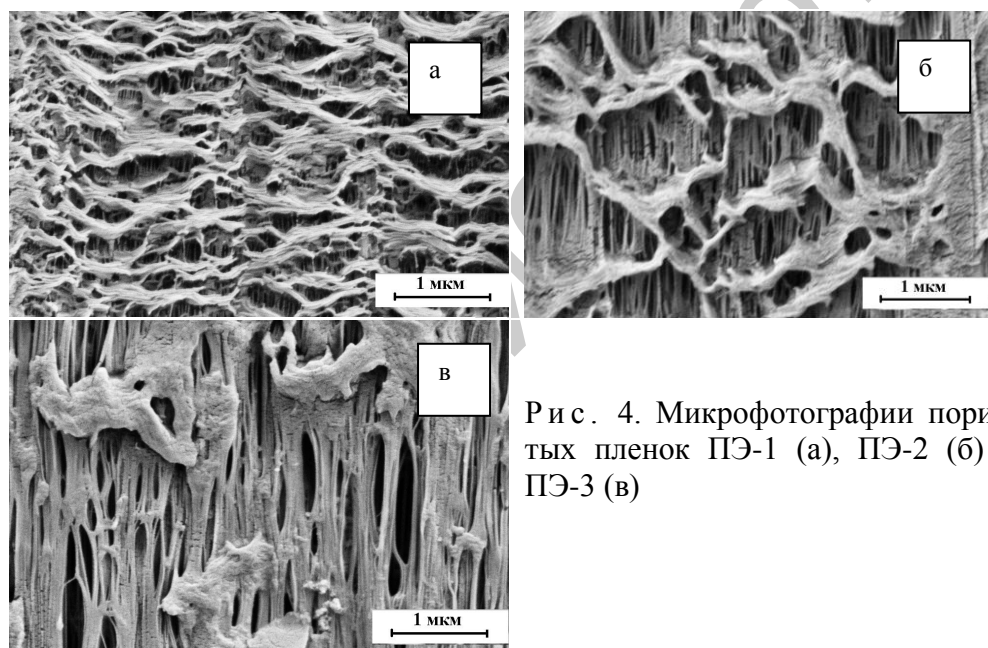 а
б
1 мкм
1 мкм
в
Рис. 4. Микрофотографии пори
тых пленок ПЭ-1 (а), ПЭ-2 (б)
ПЭ-3 (в)
1 мкм